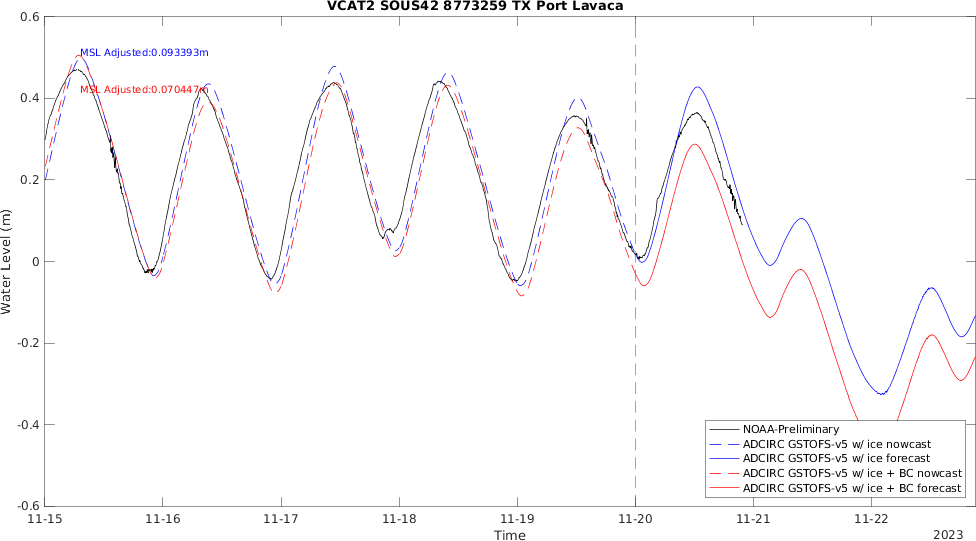 VCAT2 SOUS42 8773259 TX Port Lavaca
0.6
MSL Adjusted:0.093393m
MSL Adjusted:0.070447m
0.4
0.2
0
-0.2
-0.4
-0.6
Water Level (m)
NOAA-Preliminary
ADCIRC GSTOFS-v5 w/ ice nowcast
ADCIRC GSTOFS-v5 w/ ice forecast
ADCIRC GSTOFS-v5 w/ ice + BC nowcast
ADCIRC GSTOFS-v5 w/ ice + BC forecast
11-15 11-16 11-17 11-18 11-19 11-20 11-21 11-22
Time
2023